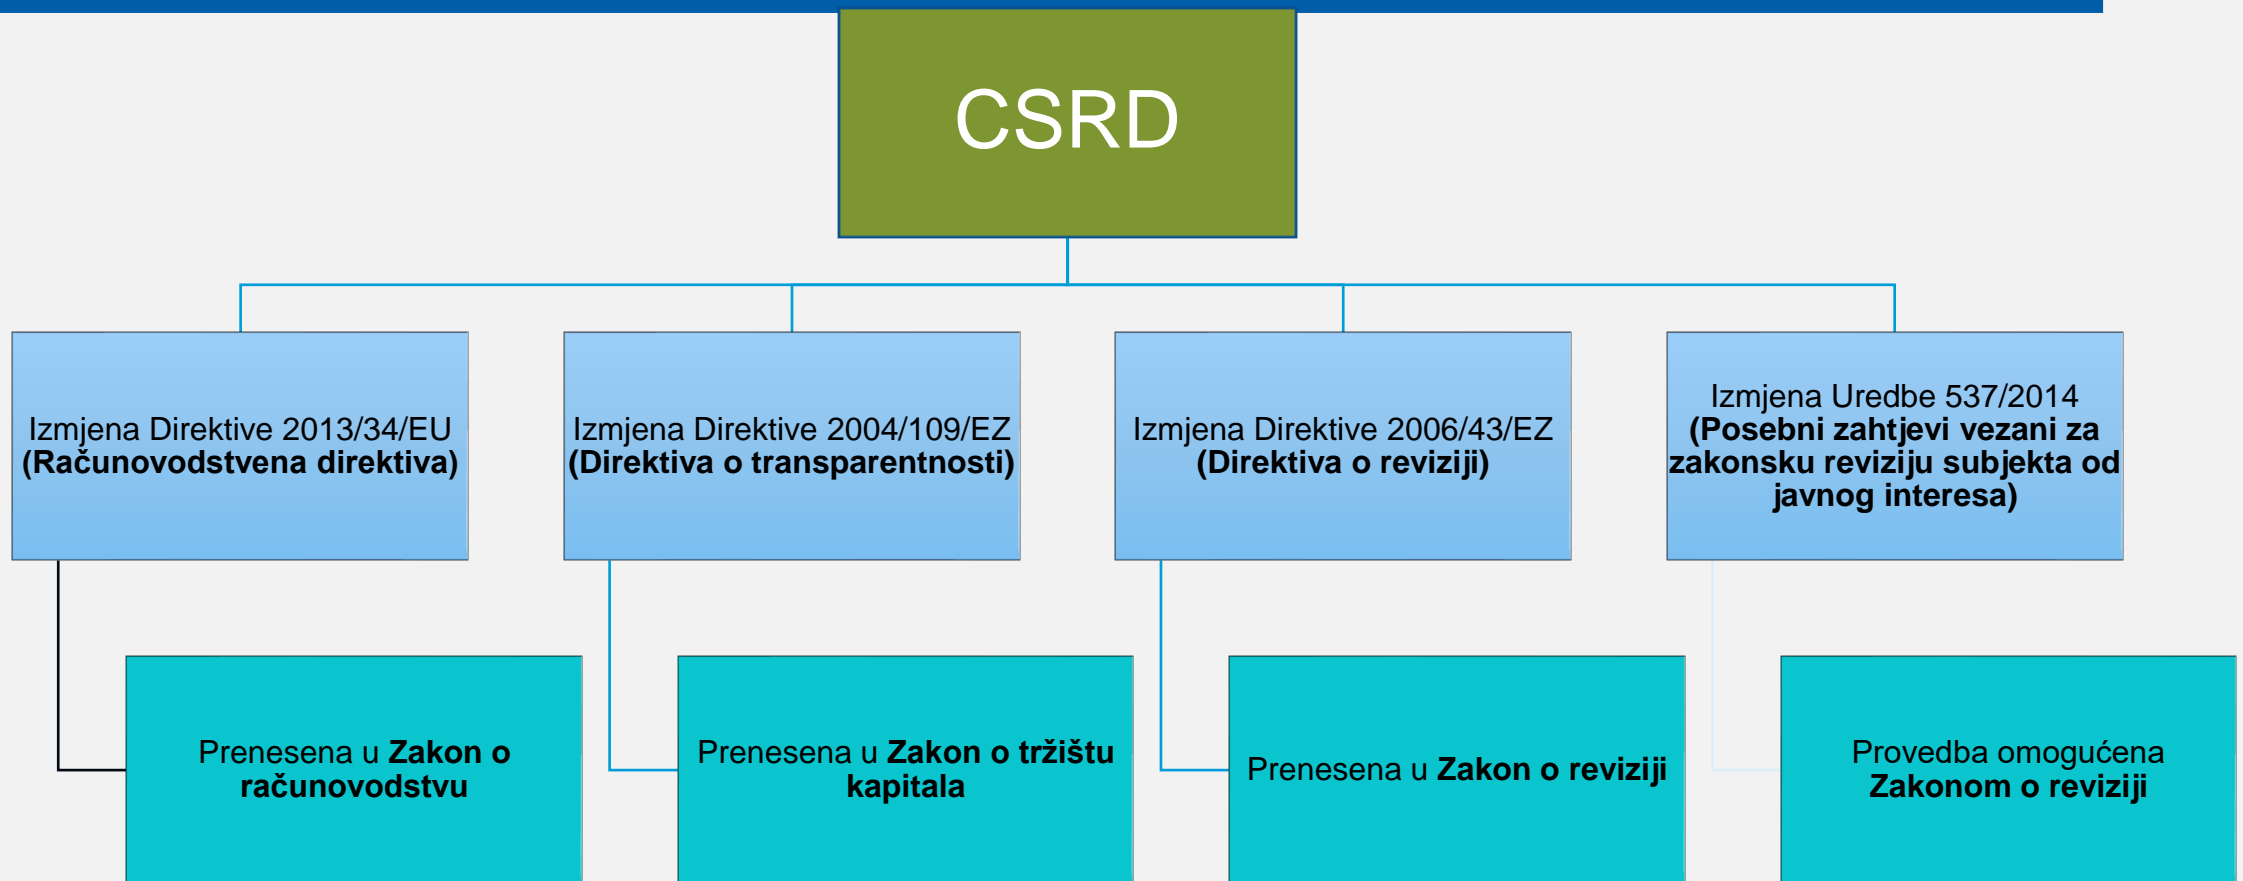 CSRD
Izmjena Direktive 2013/34/EU
(Računovodstvena direktiva)
Izmjena Direktive 2004/109/EZ
(Direktiva o transparentnosti)
Izmjena Direktive 2006/43/EZ
(Direktiva o reviziji)
Izmjena Uredbe 537/2014
(Posebni zahtjevi vezani za
zakonsku reviziju subjekta od
javnog interesa)
Prenesena u Zakon o
računovodstvu
Prenesena u Zakon o tržištu
kapitala
Prenesena u Zakon o reviziji
Provedba omogućena
Zakonom o reviziji